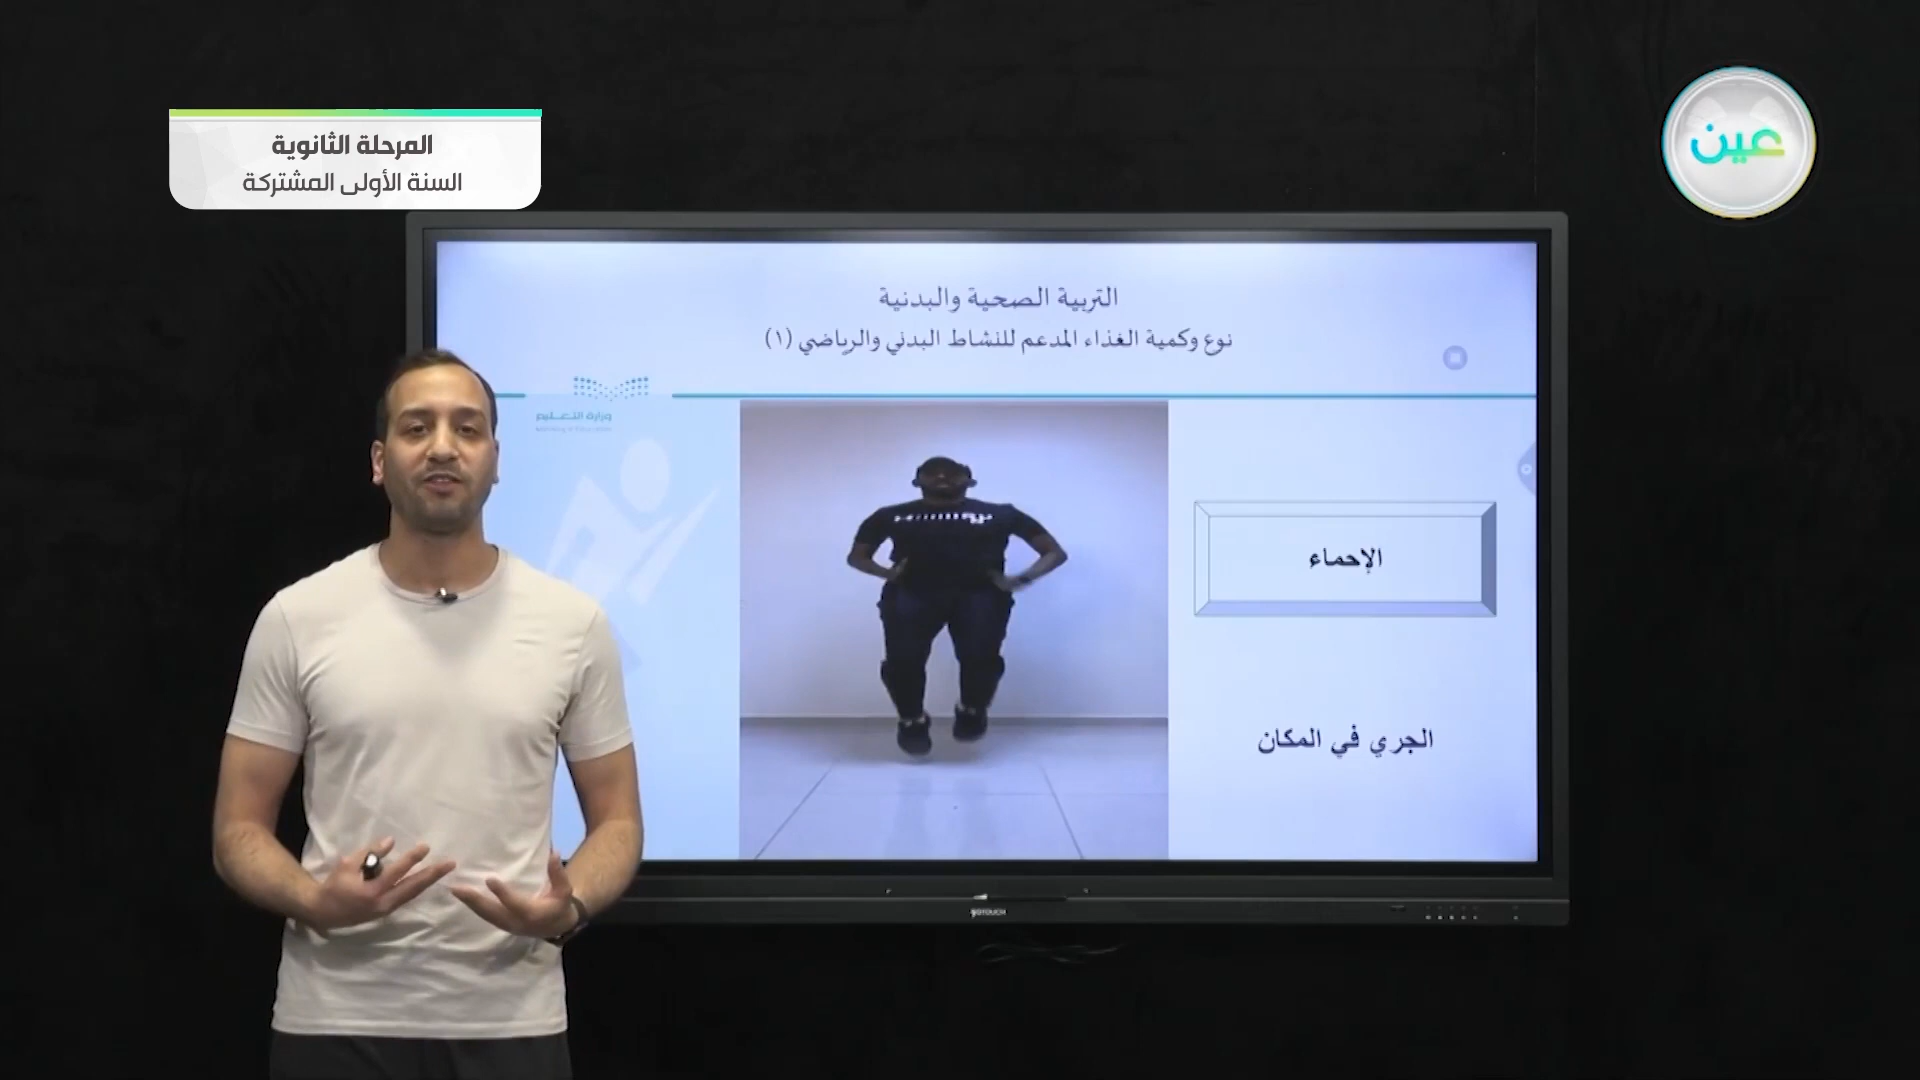 المرحلة الثانوية
السنة الأولى المشتركة
عين
التربية الصحية والبدنية
نوع وكمية الغذاء المدعم للنشاط البدني والرياضي (١)
وزارة التعليم
الإحماء
الجري في المكان